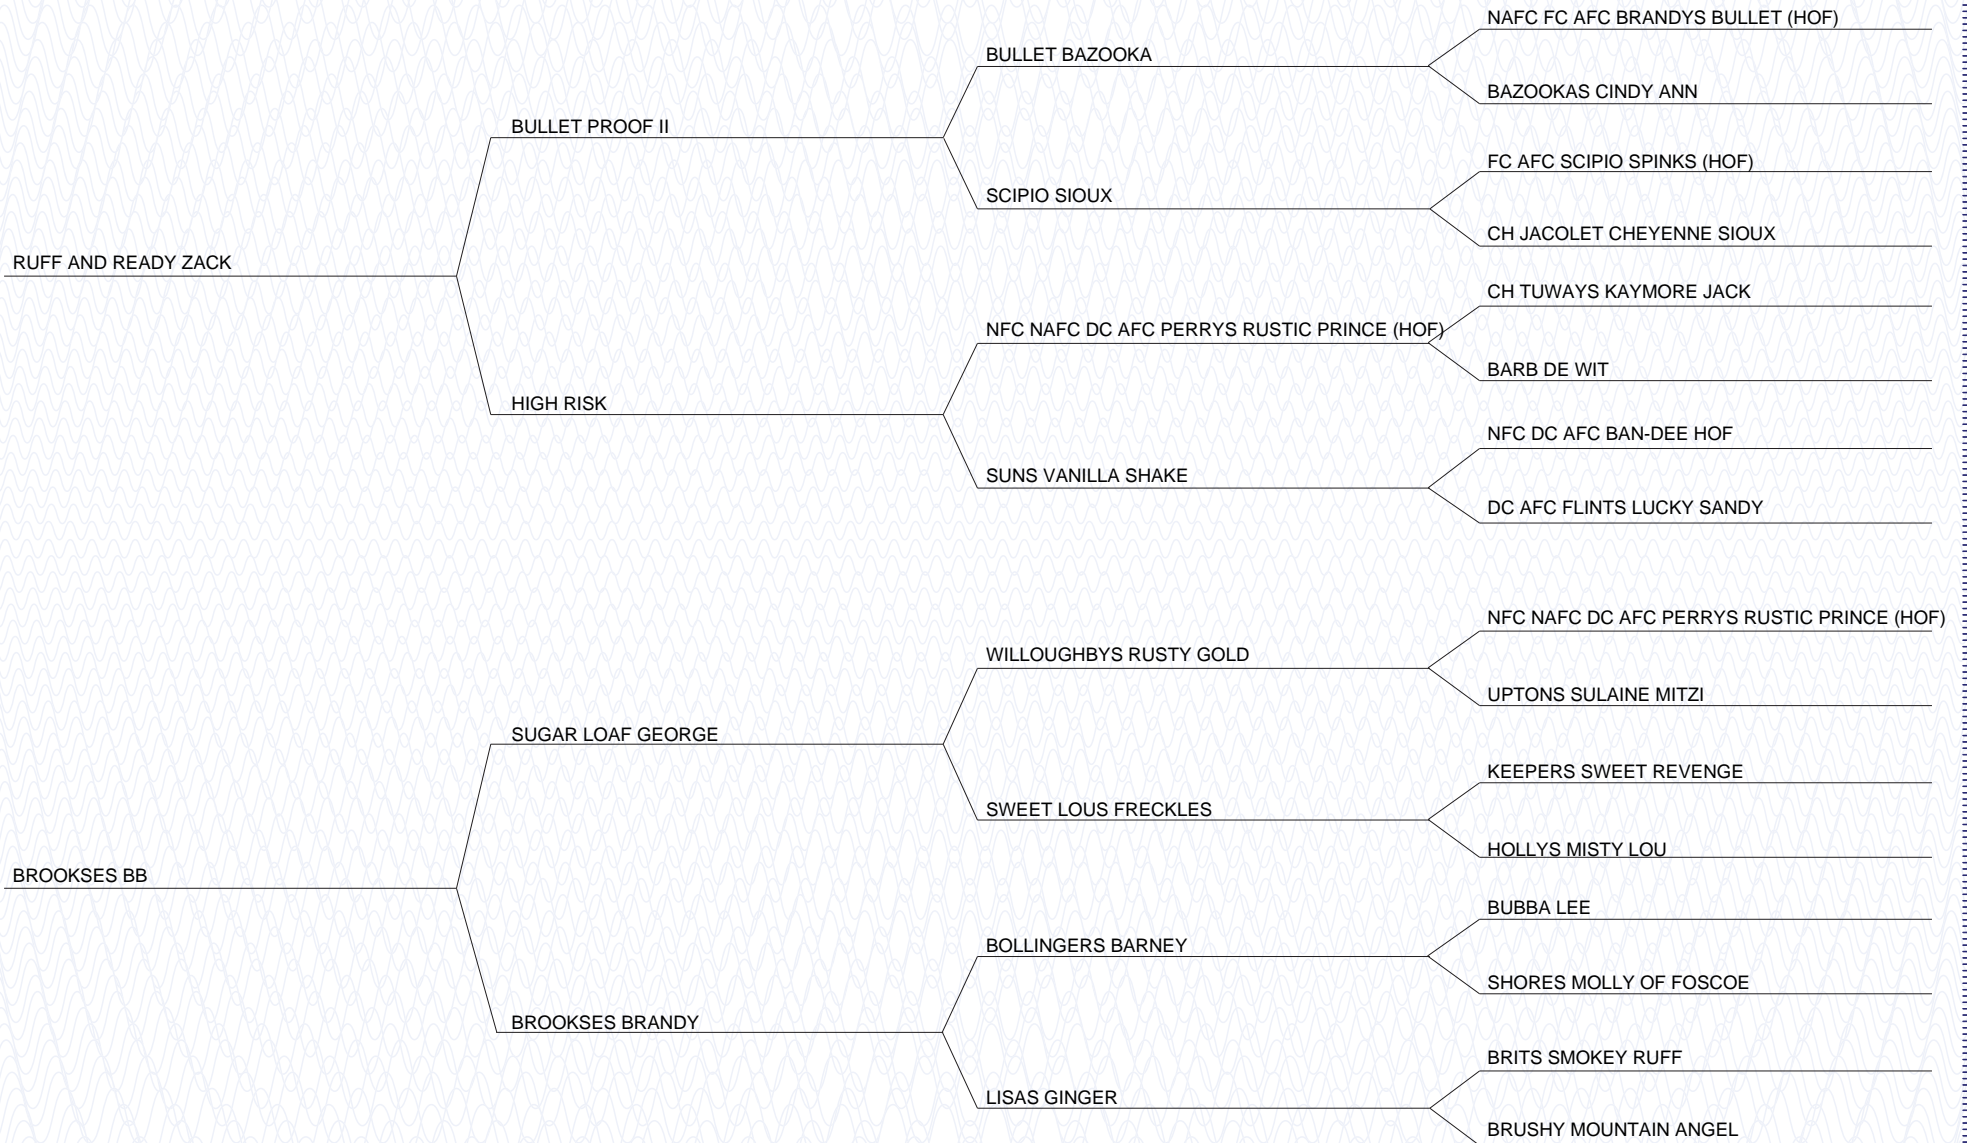 NAFC FC AFC BRANDYS BULLET (HOF)
BULLET BAZOOKA
BAZOOKAS CINDY ANN
BULLET PROOF II
FC AFC SCIPIO SPINKS (HOF)
SCIPIO SIOUX
CH JACOLET CHEYENNE SIOUX
RUFF AND READY ZACK
CH TUWAYS KAYMORE JACK
NFC NAFC DC AFC PERRYS RUSTIC PRINCE (HOF)
BARB DE WIT
HIGH RISK
NFC DC AFC BAN-DEE HOF
SUNS VANILLA SHAKE
DC AFC FLINTS LUCKY SANDY
NFC NAFC DC AFC PERRYS RUSTIC PRINCE (HOF)
WILLOUGHBYS RUSTY GOLD
UPTONS SULAINE MITZI
SUGAR LOAF GEORGE
KEEPERS SWEET REVENGE
SWEET LOUS FRECKLES
HOLLYS MISTY LOU
BROOKSES BB
BUBBA LEE
BOLLINGERS BARNEY
SHORES MOLLY OF FOSCOE
BROOKSES BRANDY
BRITS SMOKEY RUFF
LISAS GINGER
BRUSHY MOUNTAIN ANGEL